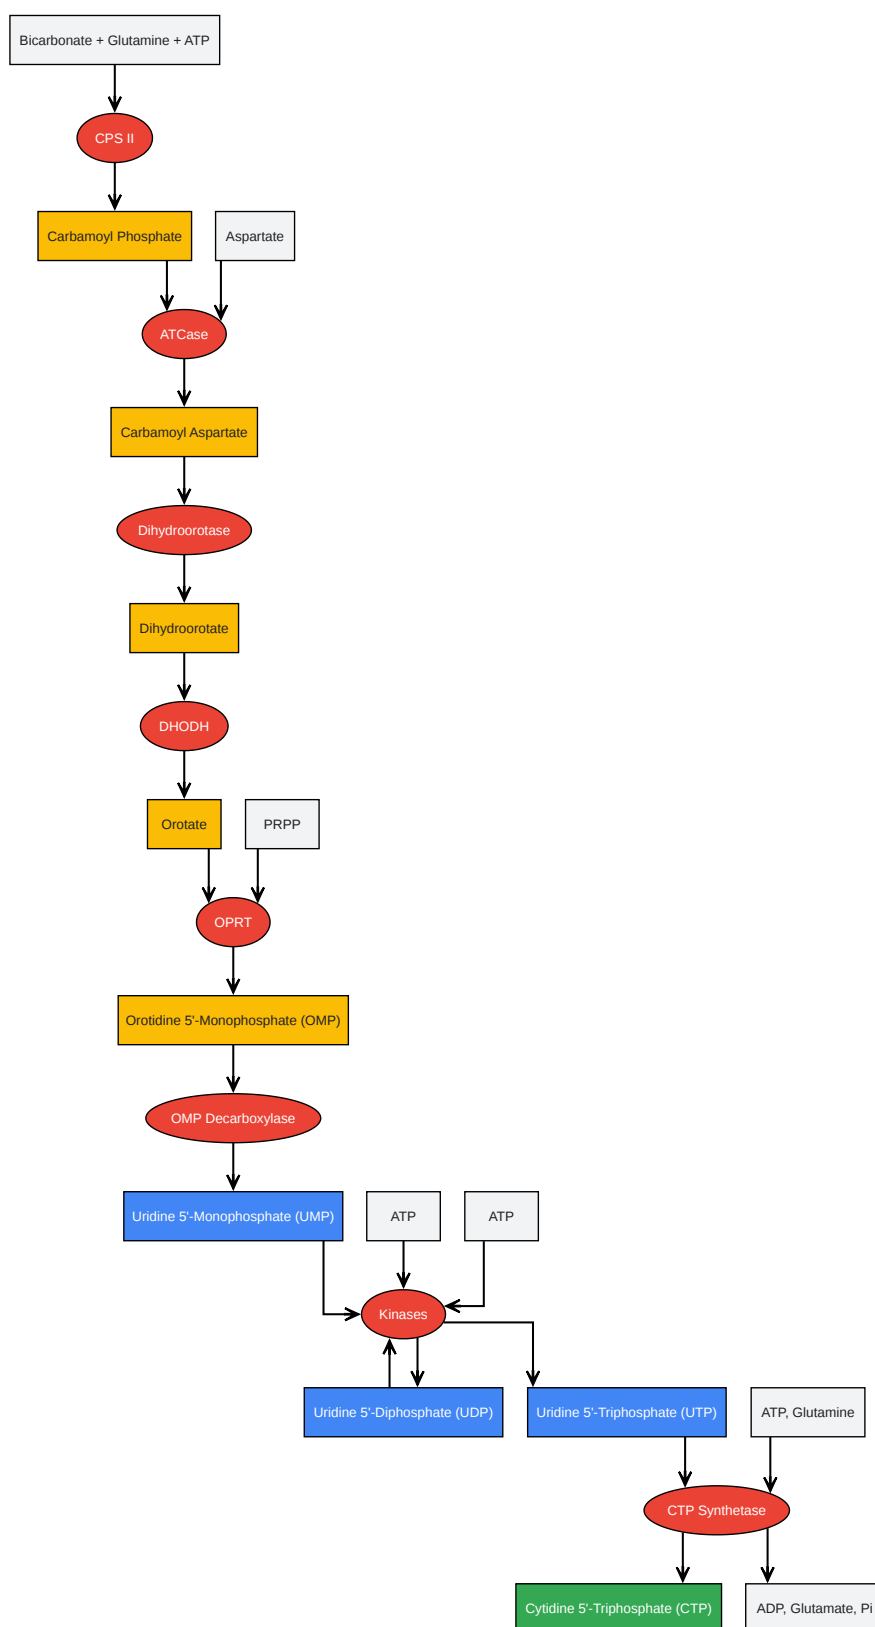 Bicarbonate + Glutamine + ATP
CPS II
Carbamoyl Phosphate
Aspartate
ATCase
Carbamoyl Aspartate
Dihydroorotase
Dihydroorotate
DHODH
Orotate
PRPP
OPRT
Orotidine 5'-Monophosphate (OMP)
OMP Decarboxylase
Uridine 5'-Monophosphate (UMP)
ATP
ATP
Kinases
Uridine 5'-Diphosphate (UDP)
Uridine 5'-Triphosphate (UTP)
ATP, Glutamine
CTP Synthetase
Cytidine 5'-Triphosphate (CTP)
ADP, Glutamate, Pi